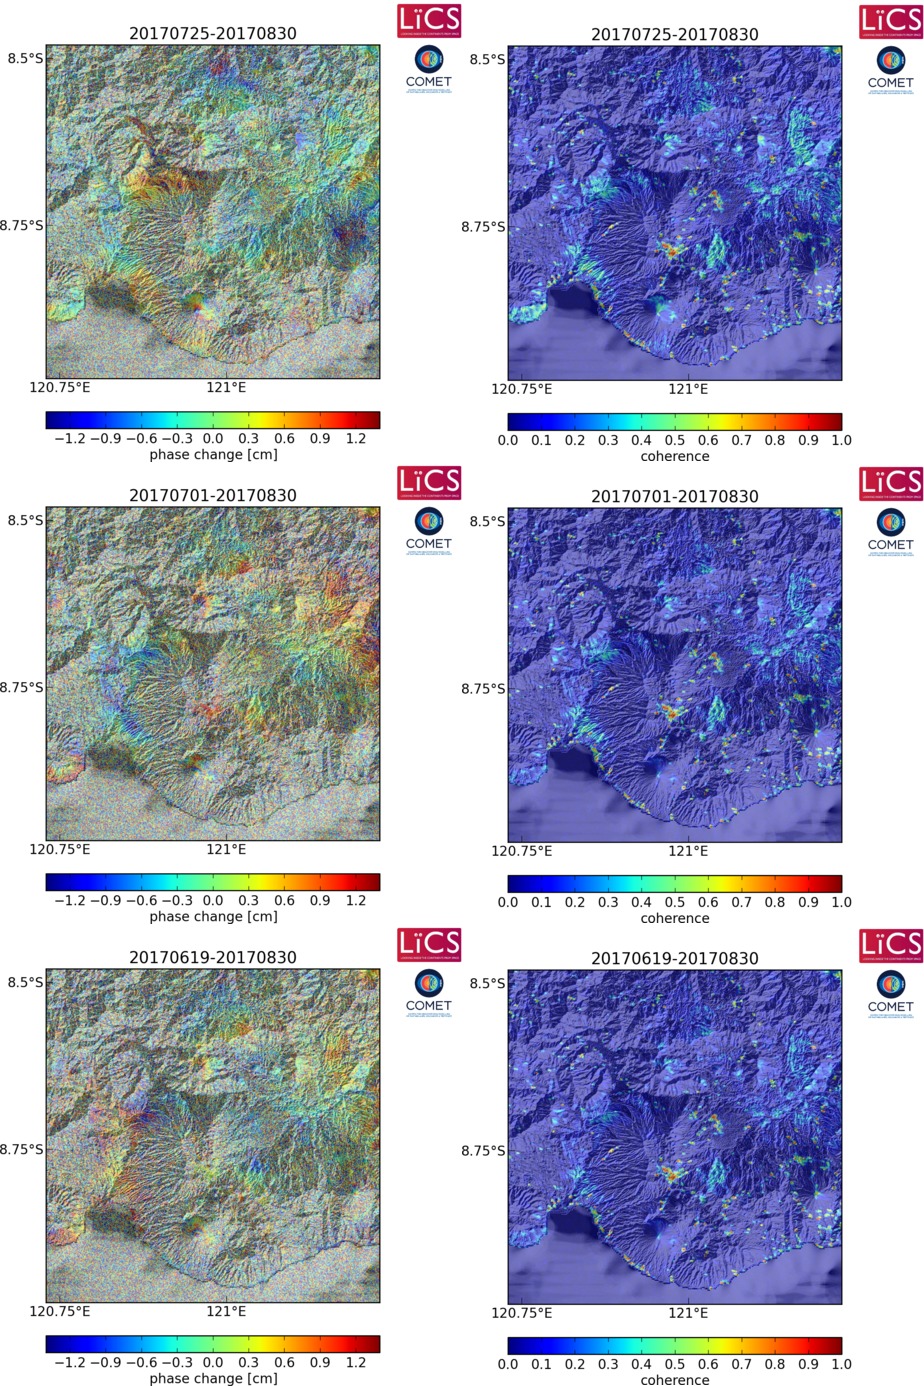 LiCS LiCS
20170725-20170830 20170725-20170830
COMET COMET
8.5°S 8.5°S
8.75°S 8.75°S
120.75°E 121°E 120.75°E 121°E
−1.2 −0.9 −0.6 −0.3 0.0 0.3 0.6 0.9 1.2 0.0 0.1 0.2 0.3 0.4 0.5 0.6 0.7 0.8 0.9 1.0
phase change [cm] coherence
LiCS LiCS
20170701-20170830 20170701-20170830
COMET COMET
8.5°S 8.5°S
8.75°S 8.75°S
120.75°E 121°E 120.75°E 121°E
−1.2 −0.9 −0.6 −0.3 0.0 0.3 0.6 0.9 1.2 0.0 0.1 0.2 0.3 0.4 0.5 0.6 0.7 0.8 0.9 1.0
phase change [cm] coherence
LiCS LiCS
20170619-20170830 20170619-20170830
COMET COMET
8.5°S 8.5°S
8.75°S 8.75°S
120.75°E 121°E 120.75°E 121°E
−1.2 −0.9 −0.6 −0.3 0.0 0.3 0.6 0.9 1.2 0.0 0.1 0.2 0.3 0.4 0.5 0.6 0.7 0.8 0.9 1.0
phase change [cm] coherence